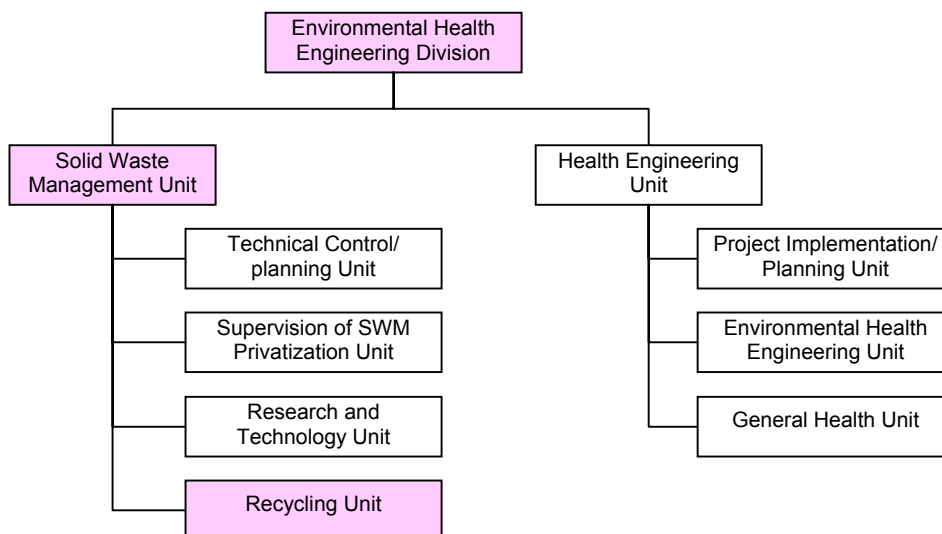 Environmental Health
Engineering Division
Solid Waste
Management Unit
Health Engineering
Unit
Technical Control/
planning Unit
Project Implementation/
Planning Unit
Supervision of SWM
Privatization Unit
Environmental Health
Engineering Unit
Research and
Technology Unit
General Health Unit
Recycling Unit